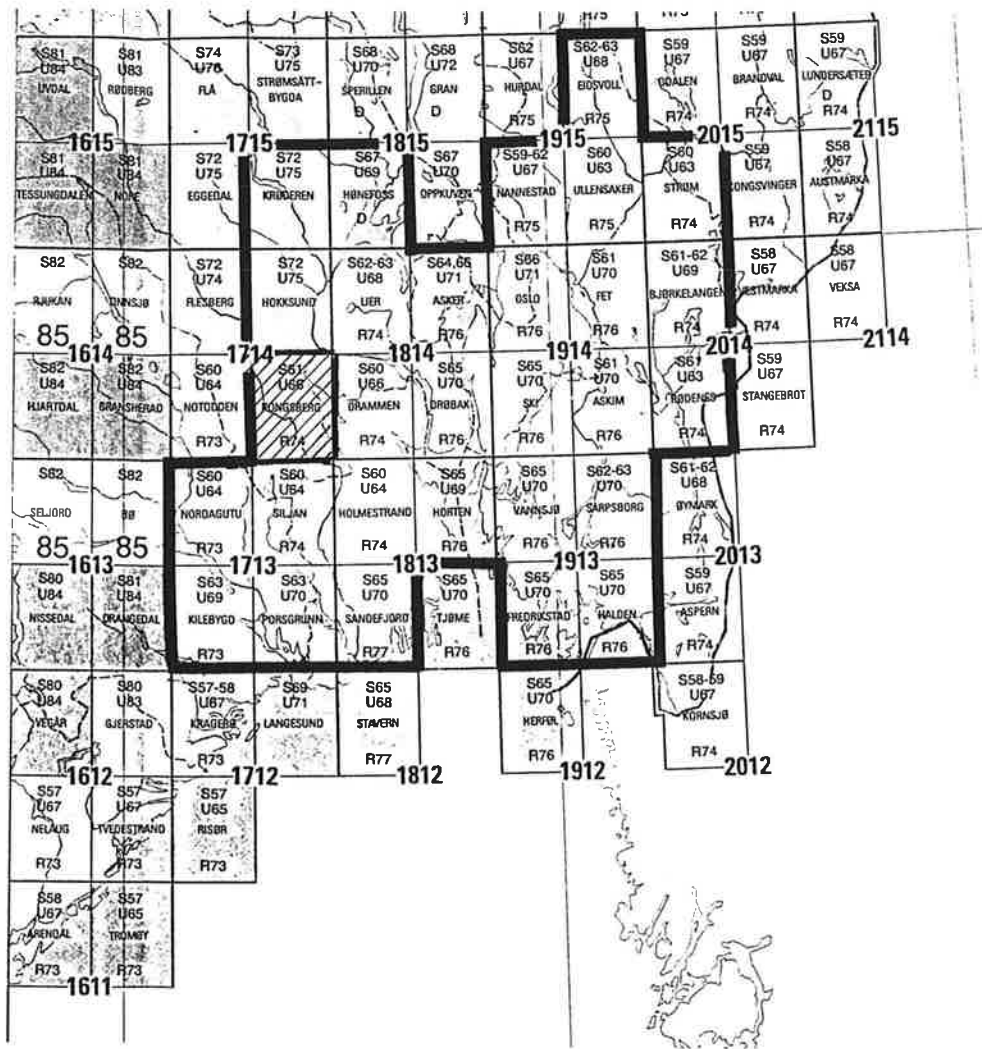 R75 R75
S81 S81 S74 S73 S68 S68 S62 S62-63 S59 S59 S59
U84 U83 U76 U75 U70 U72 U67 U68 U67 U67 U67
UVDAL RØDBERG FLÅ STRØMSÅTT-BYGDA SPERILLEN GRAN HURDAL EIDSVOLL ODALEN BRANDVAL LUNDERSÆTER
D D D
R75 R75 R74 R74 R74
1615 1715 1815 1915 2015 2115
S81 S81 S72 S72 S67 S67 S59-62 S60 S60 S59 S58
U84 U84 U75 U75 U69 U70 U67 U63 U63 U67 U67
TESSUNGDALEN NORE EGGEDAL KRØDEREN HØNEFOSS OPPKUVEN NANNESTAD ULLENSAKER STRØM KONGSVINGER AUSTMARKA
D
R75 R75 R74 R74 R74
S82 S82 S72 S72 S62-63 S64,66 S66 S61 S61-62 S58 S58
U74 U75 U68 U71 U71 U70 U69 U67 U67
RJUKAN TINNSJØ FLESBERG HOKKSUND LIER ASKER OSLO FET BJØRKELANGEN VESTMARKA VEKSA
85 85
R74 R76 R76 R76 R74 R74 R74
1614 1714 1814 1914 2014 2114
S82 S82 S60 S61 S60 S65 S65 S61 S61 S59
U84 U84 U64 U66 U66 U70 U70 U70 U63 U67
HJARTDAL GRANSHERAD NOTODDEN KONGSBERG DRAMMEN DRØBAK SKI ASKIM RØDENES STANGEBROT
R73 R74 R74 R76 R76 R76 R74 R74
S82 S82 S60 S60 S60 S65 S65 S62-63 S61-62
U64 U64 U64 U69 U70 U70 U68
SELJORD BØ NORDAGUTU SILJAN HOLMESTRAND HORTEN VANNSJØ SARPSBORG ØYMARK
85 85
R73 R74 R74 R76 R76 R76 R74
1613 1713 1813 1913 2013
S80 S81 S63 S63 S65 S65 S65 S65 S59
U84 U84 U69 U70 U70 U70 U70 U70 U67
NISSEDAL DRANGEDAL KILEBYGD PORSGRUNN SANDEFJORD TJØME FREDRIKSTAD HALDEN ASPERN
R73 R77 R76 R76 R76 R74
S80 S80 S57-58 S69 S65 S65 S58-59
U84 U83 U67 U71 U68 U70 U67
VEGÅR GJERSTAD KRAGERØ LANGESUND STAVERN HERFØL KORNSJØ
R73 R77 R76 R74
1612 1712 1812 1912 2012
S57 S57 S57
U67 U67 U65
NELAUG TVEDESTRAND RISØR
R73 R73 R73
S58 S57
U67 U65
ARENDAL TROMØY
R73 R73
1611